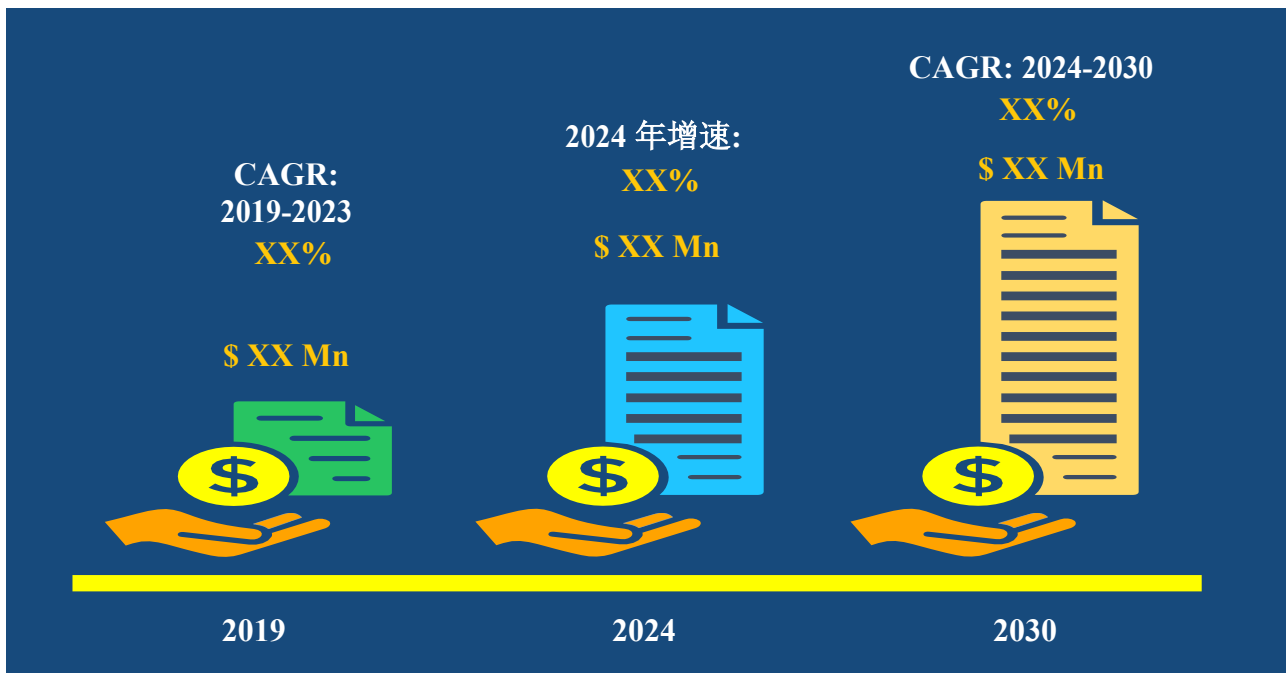 CAGR:
2019-2023
XX%
$ XX Mn
2024 年增速:
XX%
$ XX Mn
CAGR: 2024-2030
XX%
$ XX Mn
$
$
$
2019
2024
2030